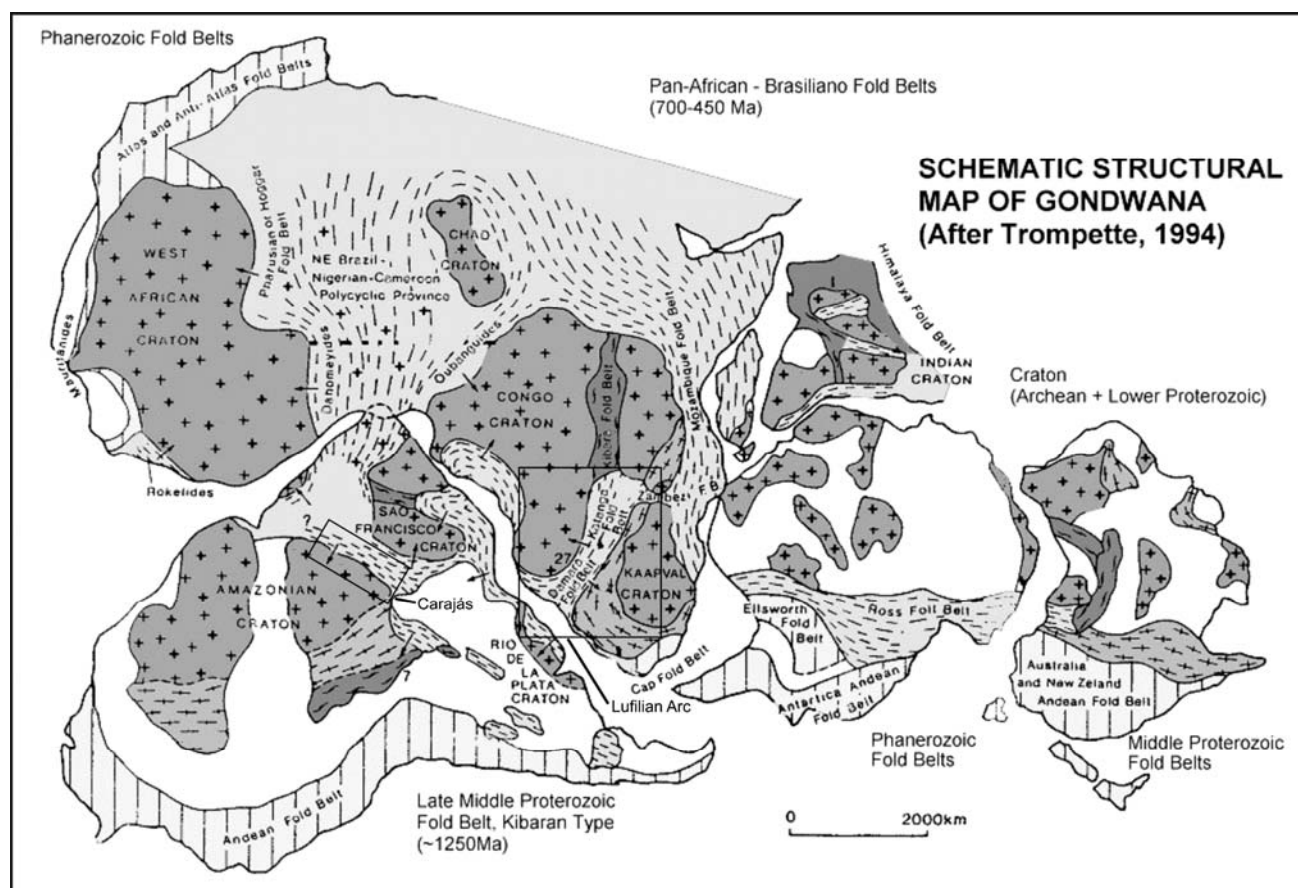 Phanerozoic Fold Belts
Atlas and Anti-Atlas Fold Belts
Pan-African - Brasiliano Fold Belts
(700-450 Ma)
SCHEMATIC STRUCTURAL
MAP OF GONDWANA
(After Trompette, 1994)
WEST
AFRICAN
CRATON
Pharusian or Hoggar
Fold Belt
NE Brazil-
Nigerian-Cameroon
Polycyclic Province
CHAD
CRATON
Himalaya Fold Belt
I
INDIAN
CRATON
Mauritanides
Rokelides
Dahomeyides
Oubanguides
CONGO
CRATON
Kibara Fold Belt
Mozambique Fold Belt
Craton
(Archean + Lower Proterozoic)
Zambezi F. B.
Katanga
Fold
Belt
27
Damara
Fold Belt
KAAPVAL
CRATON
?
SAO
FRANCISCO
CRATON
AMAZONIAN
CRATON
Carajás
?
RIO
DE
LA
PLATA
CRATON
Lufilian Arc
Cap Fold Belt
Ellsworth
Fold
Belt
Ross Foll Belt
Antartica Andean
Fold Belt
Australia
and New Zeland
Andean Fold Belt
Phanerozoic
Fold Belts
Middle Proterozoic
Fold Belts
Andean Fold Belt
Late Middle Proterozoic
Fold Belt, Kibaran Type
(~1250Ma)
0 2000km